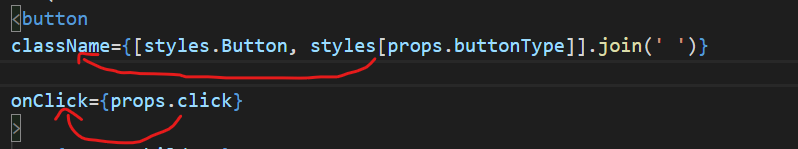 <button
className={[styles.Button, styles[props.buttonType]].join(' ')}
onClick={props.click}
>